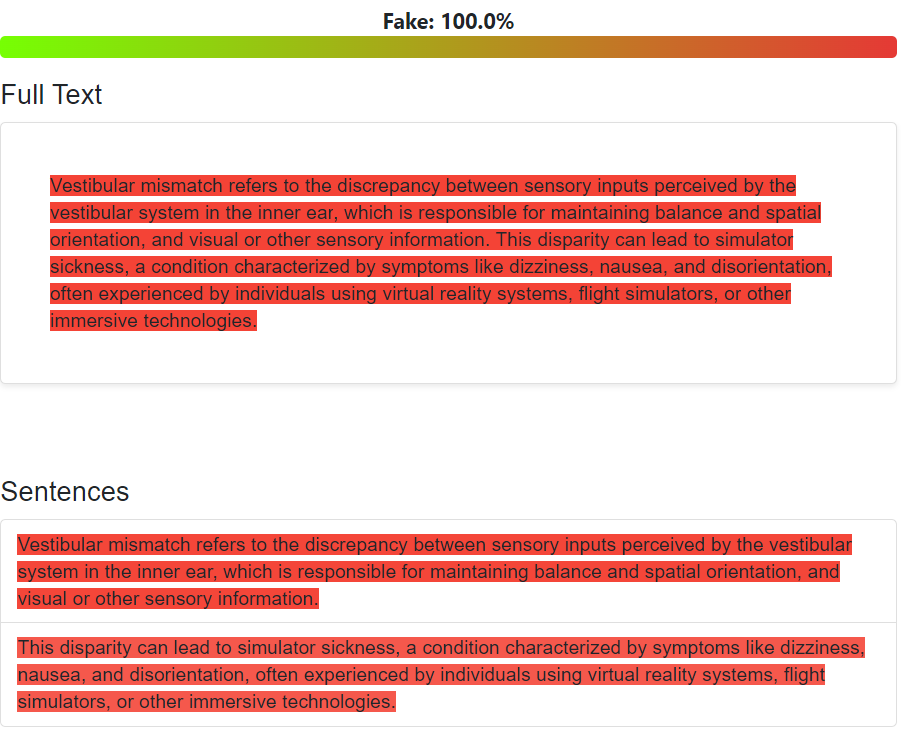 Fake: 100.0%
Full Text
Vestibular mismatch refers to the discrepancy between sensory inputs perceived by the
vestibular system in the inner ear, which is responsible for maintaining balance and spatial
orientation, and visual or other sensory information. This disparity can lead to simulator
sickness, a condition characterized by symptoms like dizziness, nausea, and disorientation,
often experienced by individuals using virtual reality systems, flight simulators, or other
immersive technologies.
Sentences
Vestibular mismatch refers to the discrepancy between sensory inputs perceived by the vestibular
system in the inner ear, which is responsible for maintaining balance and spatial orientation, and
visual or other sensory information.
This disparity can lead to simulator sickness, a condition characterized by symptoms like dizziness,
nausea, and disorientation, often experienced by individuals using virtual reality systems, flight
simulators, or other immersive technologies.